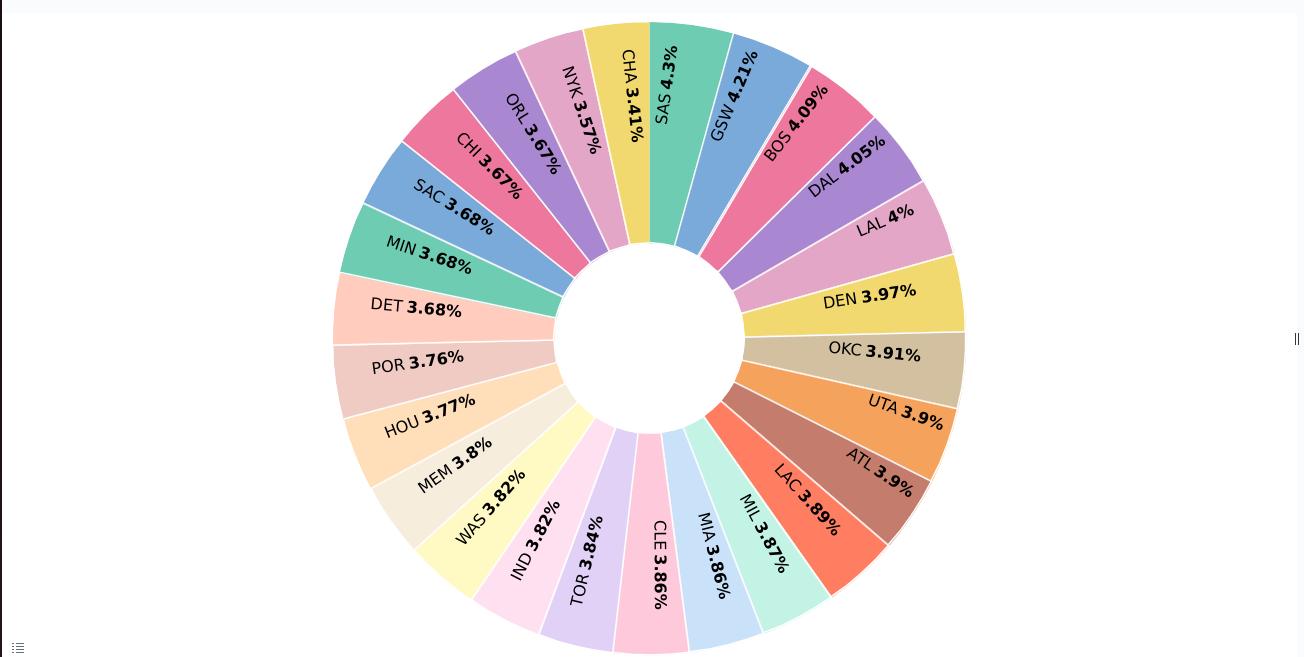 SAS 4.3%
GSW 4.21%
BOS 4.09%
DAL 4.05%
LAL 4%
DEN 3.97%
OKC 3.91%
UTA 3.9%
ATL 3.9%
LAC 3.89%
MIL 3.87%
MIA 3.86%
CLE 3.86%
TOR 3.84%
IND 3.82%
WAS 3.82%
MEM 3.8%
HOU 3.77%
POR 3.76%
DET 3.68%
MIN 3.68%
SAC 3.68%
CHI 3.67%
ORL 3.67%
NYK 3.57%
CHA 3.41%